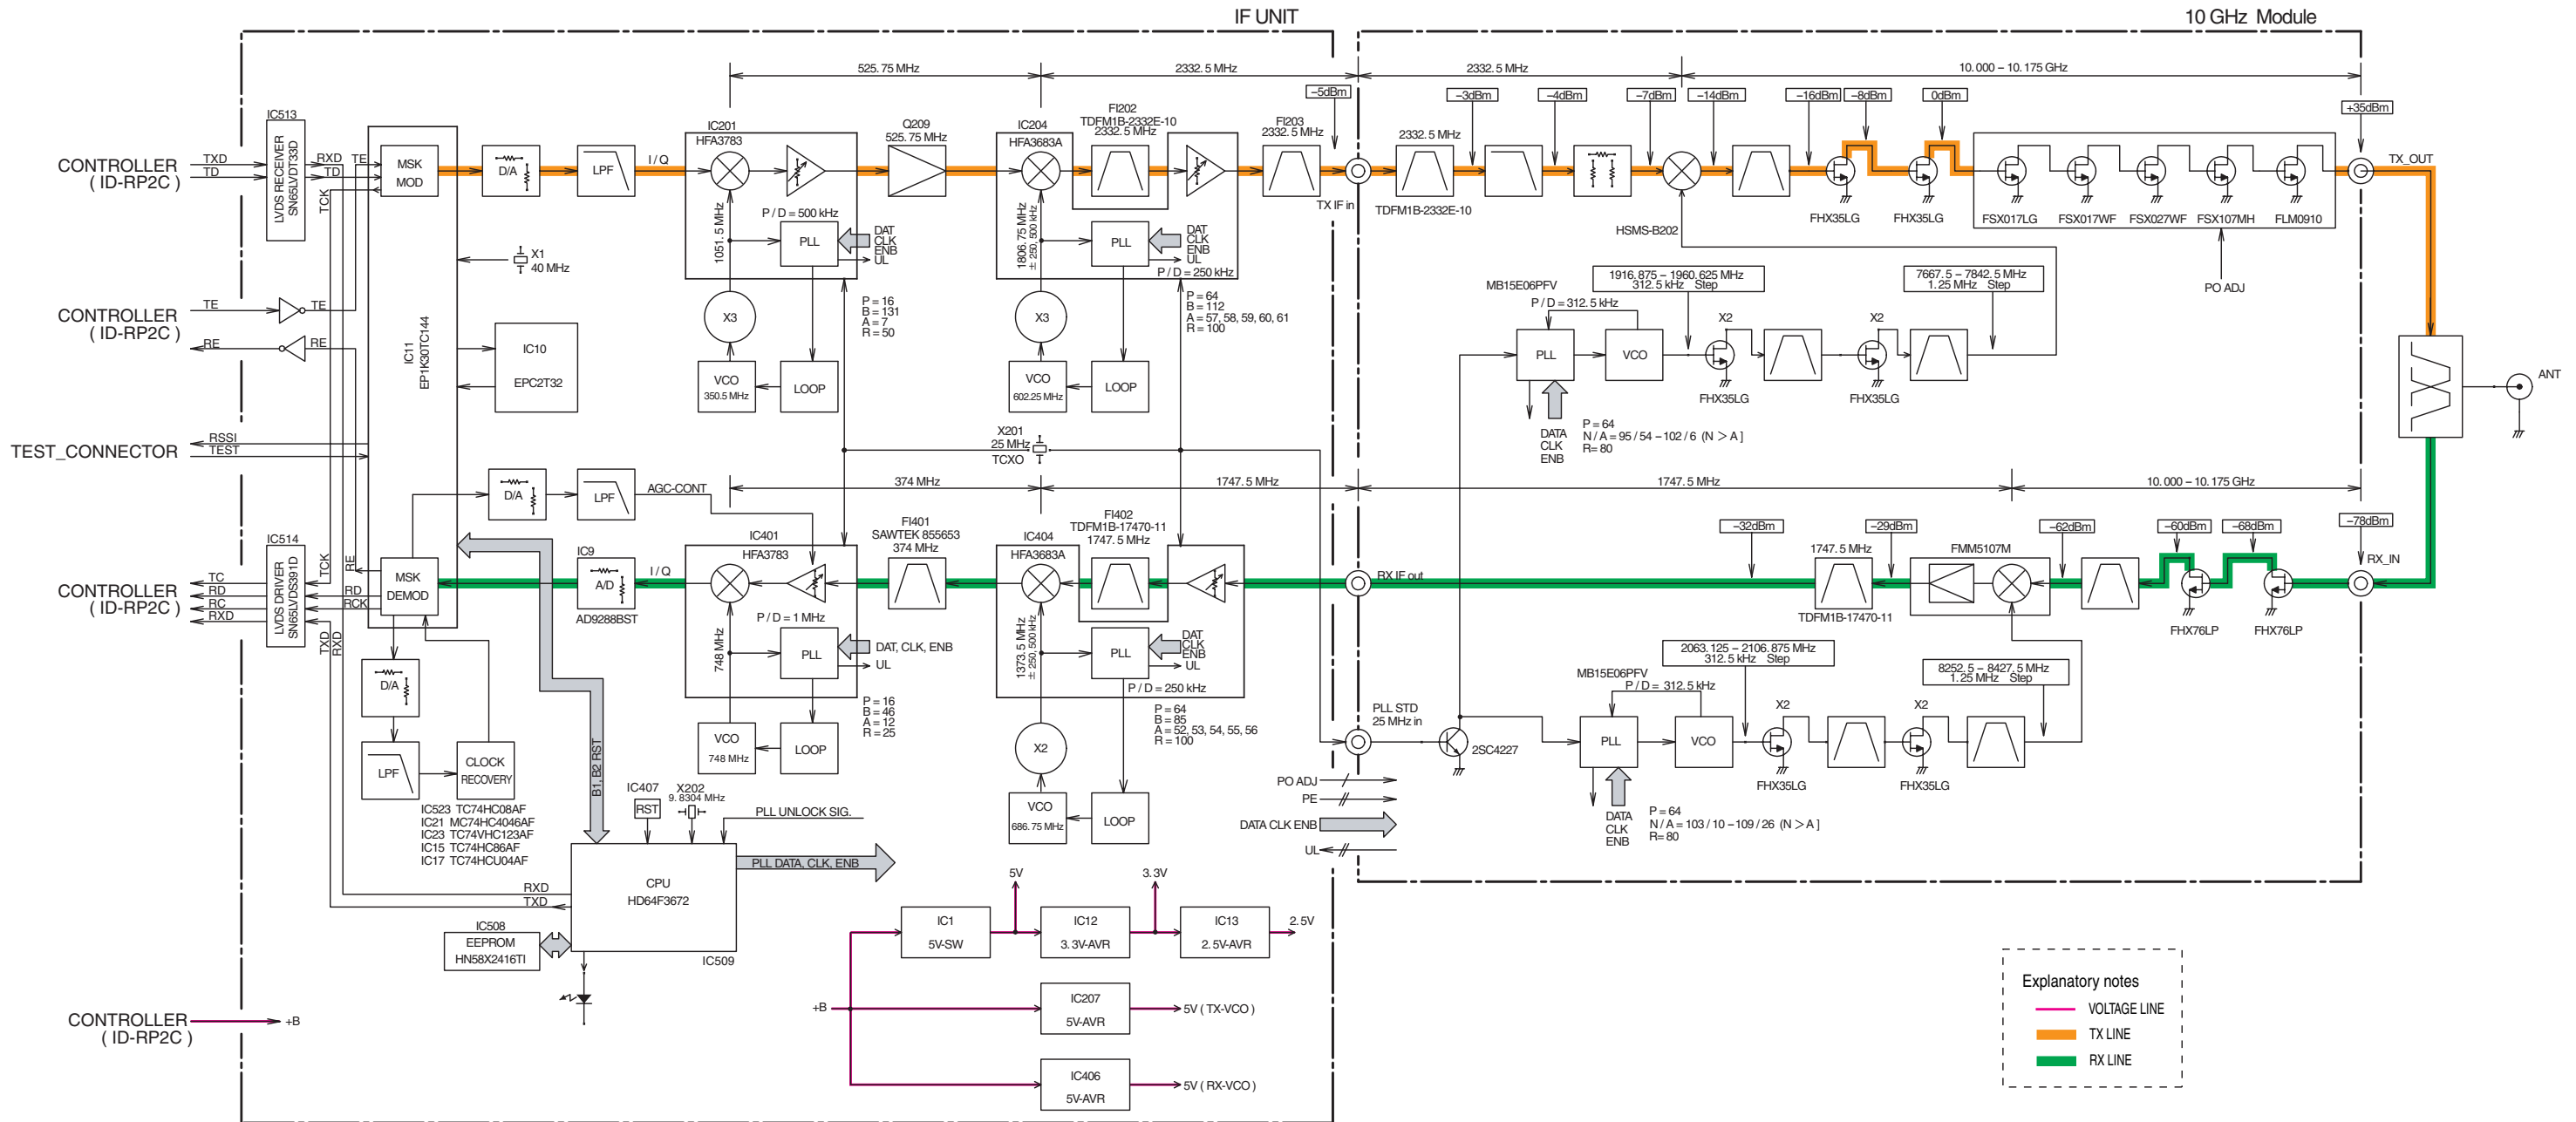 IF UNIT
10 GHz Module
525.75 MHz
2332.5 MHz
2332.5 MHz
10.000 – 10.175 GHz
–5dBm
–3dBm
–4dBm
–7dBm
–14dBm
–16dBm
–8dBm
0dBm
+35dBm
CONTROLLER
( ID-RP2C )
TXD
TD
IC513
LVDS RECEIVER
SN65LVDT33D
RXD
TD
TE
TCK
MSK
MOD
D/A
LPF
I / Q
IC201
HFA3783
Q209
525.75 MHz
IC204
HFA3683A
FI202
TDFM1B-2332E-10
2332.5 MHz
FI203
2332.5 MHz
TX IF in
2332.5 MHz
TDFM1B-2332E-10
HSMS-B202
FHX35LG
FHX35LG
FSX017LG
FSX017WF
FSX027WF
FSX107MH
FLM0910
PO ADJ
TX_OUT
1051.5 MHz
P / D = 500 kHz
PLL
DAT
CLK
ENB
UL
1806.75 MHz
± 250, 500 kHz
PLL
DAT
CLK
ENB
UL
P / D = 250 kHz
X1
40 MHz
CONTROLLER
( ID-RP2C )
TE
TE
RE
RE
IC11
EP1K30TC144
IC10
EPC2T32
X3
P = 16
B = 131
A = 7
R = 50
VCO
350.5 MHz
LOOP
X3
P = 64
B = 112
A = 57, 58, 59, 60, 61
R = 100
VCO
602.25 MHz
LOOP
MB15E06PFV
P / D = 312.5 kHz
1916.875 – 1960.625 MHz
312.5 kHz Step
7667.5 – 7842.5 MHz
1.25 MHz Step
PLL
VCO
X2
FHX35LG
X2
FHX35LG
DATA
CLK
ENB
P = 64
N / A = 95 / 54 – 102 / 6 (N > A ]
R= 80
ANT
TEST_CONNECTOR
RSSI
TEST
X201
25 MHz
TCXO
374 MHz
1747.5 MHz
1747.5 MHz
10.000 – 10.175 GHz
D/A
LPF
AGC-CONT
–32dBm
–29dBm
–62dBm
–60dBm
–68dBm
–78dBm
CONTROLLER
( ID-RP2C )
TC
RD
RC
RXD
IC514
LVDS DRIVER
SN65LVDS391D
TCK
RE
RD
RCK
TXD
RXD
MSK
DEMOD
IC9
A/D
AD9288BST
I / Q
IC401
HFA3783
FI401
SAWTEK 855653
374 MHz
IC404
HFA3683A
FI402
TDFM1B-17470-11
1747.5 MHz
RX IF out
1747.5 MHz
TDFM1B-17470-11
FMM5107M
FHX76LP
FHX76LP
RX_IN
748 MHz
P / D = 1 MHz
PLL
DAT, CLK, ENB
UL
1373.5 MHz
± 250, 500 kHz
PLL
DAT
CLK
ENB
UL
P / D = 250 kHz
D/A
LPF
CLOCK
RECOVERY
P = 16
B = 46
A = 12
R = 25
VCO
748 MHz
LOOP
P = 64
B = 85
A = 52, 53, 54, 55, 56
R = 100
X2
VCO
686.75 MHz
LOOP
PLL STD
25 MHz in
2SC4227
MB15E06PFV
P / D = 312.5 kHz
2063.125 – 2106.875 MHz
312.5 kHz Step
8252.5 – 8427.5 MHz
1.25 MHz Step
PLL
VCO
X2
FHX35LG
X2
FHX35LG
DATA
CLK
ENB
P = 64
N / A = 103 / 10 – 109 / 26 (N > A ]
R= 80
PO ADJ
PE
DATA CLK ENB
UL
IC523 TC74HC08AF
IC21 MC74HC4046AF
IC23 TC74VHC123AF
IC15 TC74HC86AF
IC17 TC74HCU04AF
B1, B2 RST
IC407
RST
X202
9.8304 MHz
PLL UNLOCK SIG.
PLL DATA, CLK, ENB
CPU
HD64F3672
IC509
RXD
TXD
IC508
EEPROM
HN58X2416TI
5V
3.3V
2.5V
IC1
5V-SW
IC12
3.3V-AVR
IC13
2.5V-AVR
+B
IC207
5V-AVR
5V ( TX-VCO )
IC406
5V-AVR
5V ( RX-VCO )
CONTROLLER
( ID-RP2C )
+B
Explanatory notes
VOLTAGE LINE
TX LINE
RX LINE